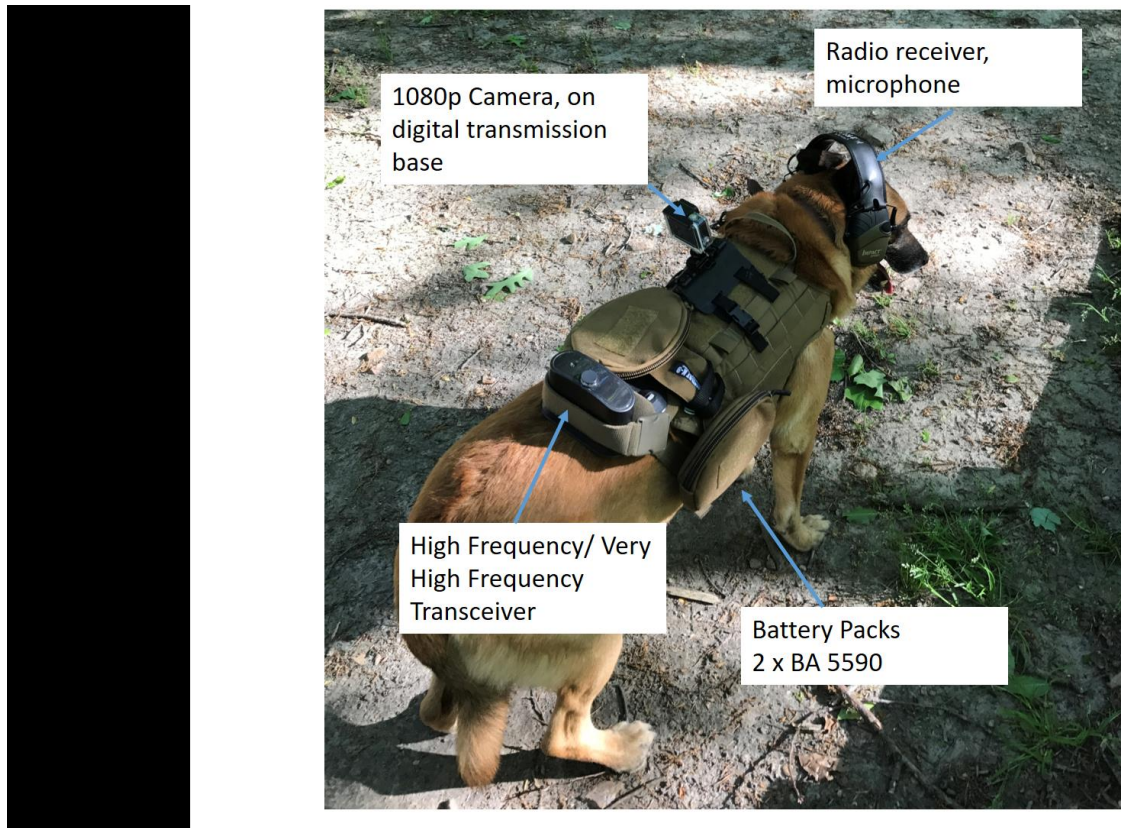 Radio receiver,
microphone
1080p Camera, on
digital transmission
base
High Frequency/ Very
High Frequency
Transceiver
Battery Packs
2 x BA 5590